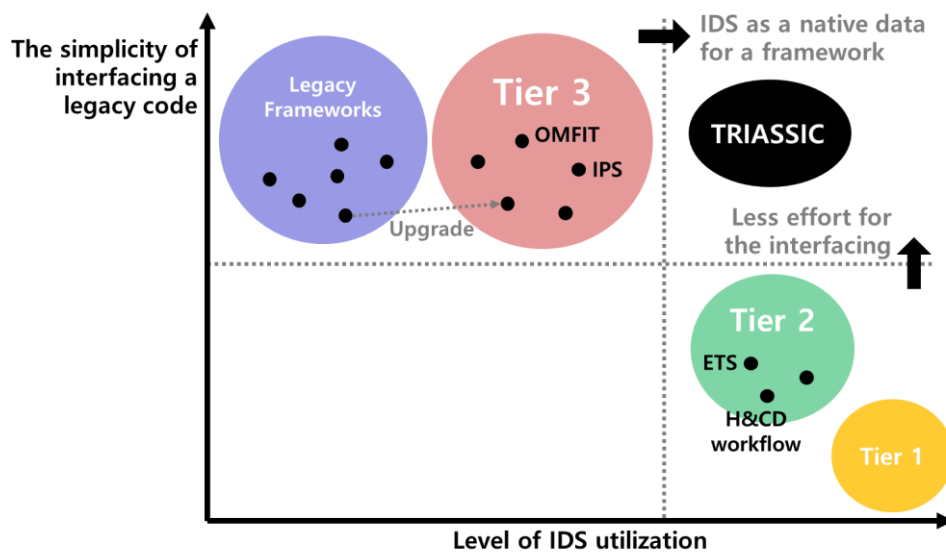 The simplicity of
interfacing a
legacy code
Legacy
Frameworks
Tier 3
OMFIT
IPS
Upgrade
IDS as a native data
for a framework
TRIASSIC
Less effort for
the interfacing
Tier 2
ETS
H&CD
workflow
Tier 1
Level of IDS utilization